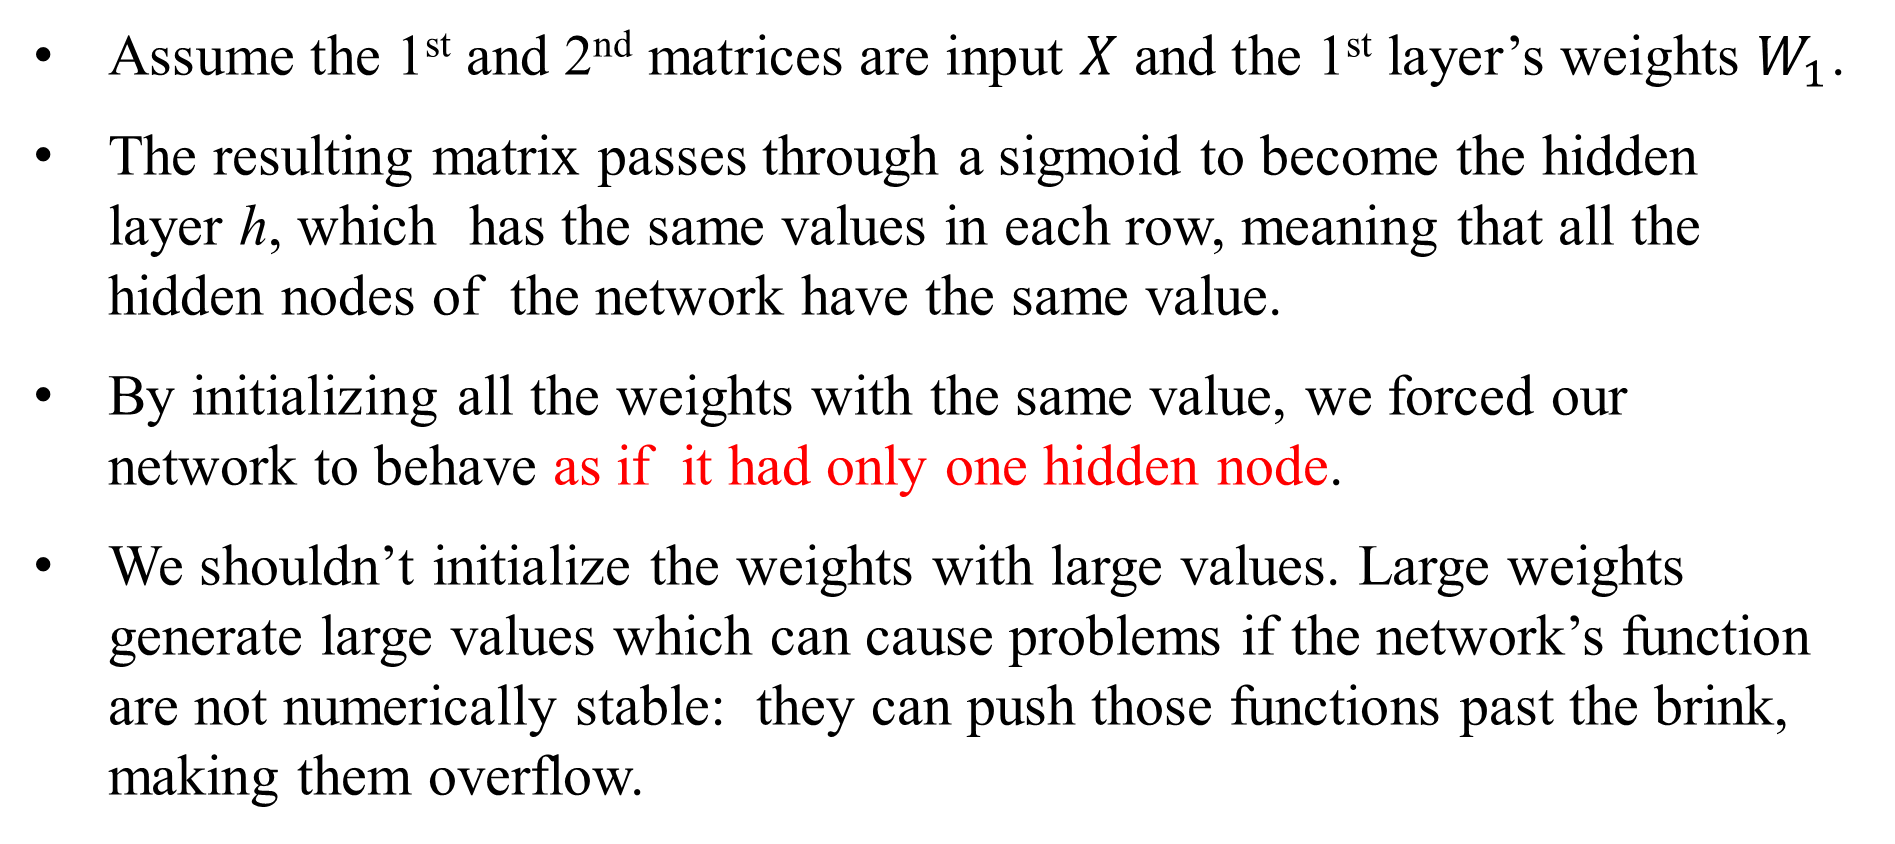 • Assume the 1st and 2nd matrices are input X and the 1st layer’s weights W1.
• The resulting matrix passes through a sigmoid to become the hidden
layer h, which  has the same values in each row, meaning that all the
hidden nodes of  the network have the same value.
• By initializing all the weights with the same value, we forced our
network to behave as if  it had only one hidden node.
• We shouldn’t initialize the weights with large values. Large weights
generate large values which can cause problems if the network’s function
are not numerically stable:  they can push those functions past the brink,
making them overflow.